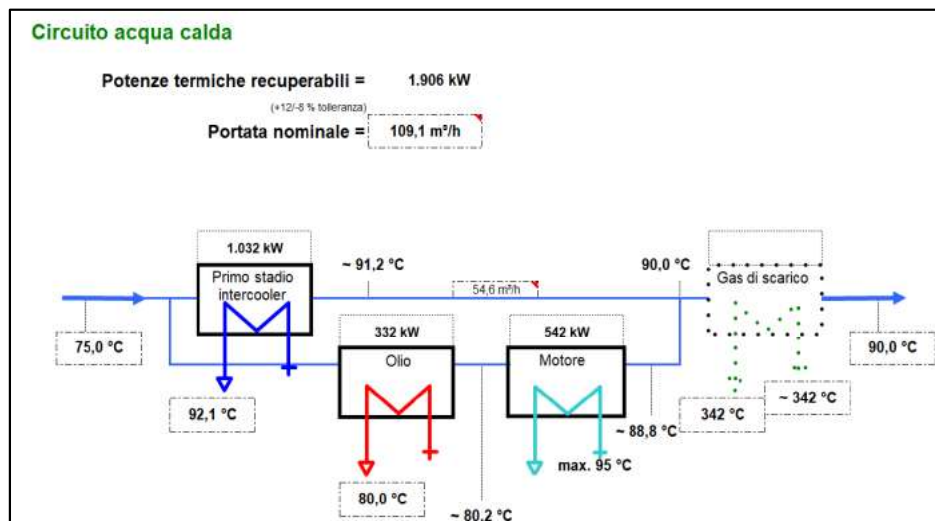 Circuito acqua calda
Potenze termiche recuperabili = 1.906 kW
(+12/-8 % tolleranza)
Portata nominale = 109,1 m³/h
1.032 kW
Primo stadio
intercooler
~ 91,2 °C
54,6 m³/h
90,0 °C
Gas di scarico
75,0 °C
332 kW
Olio
542 kW
Motore
90,0 °C
92,1 °C
342 °C
~ 342 °C
~ 88,8 °C
80,0 °C
~ 80,2 °C
max. 95 °C